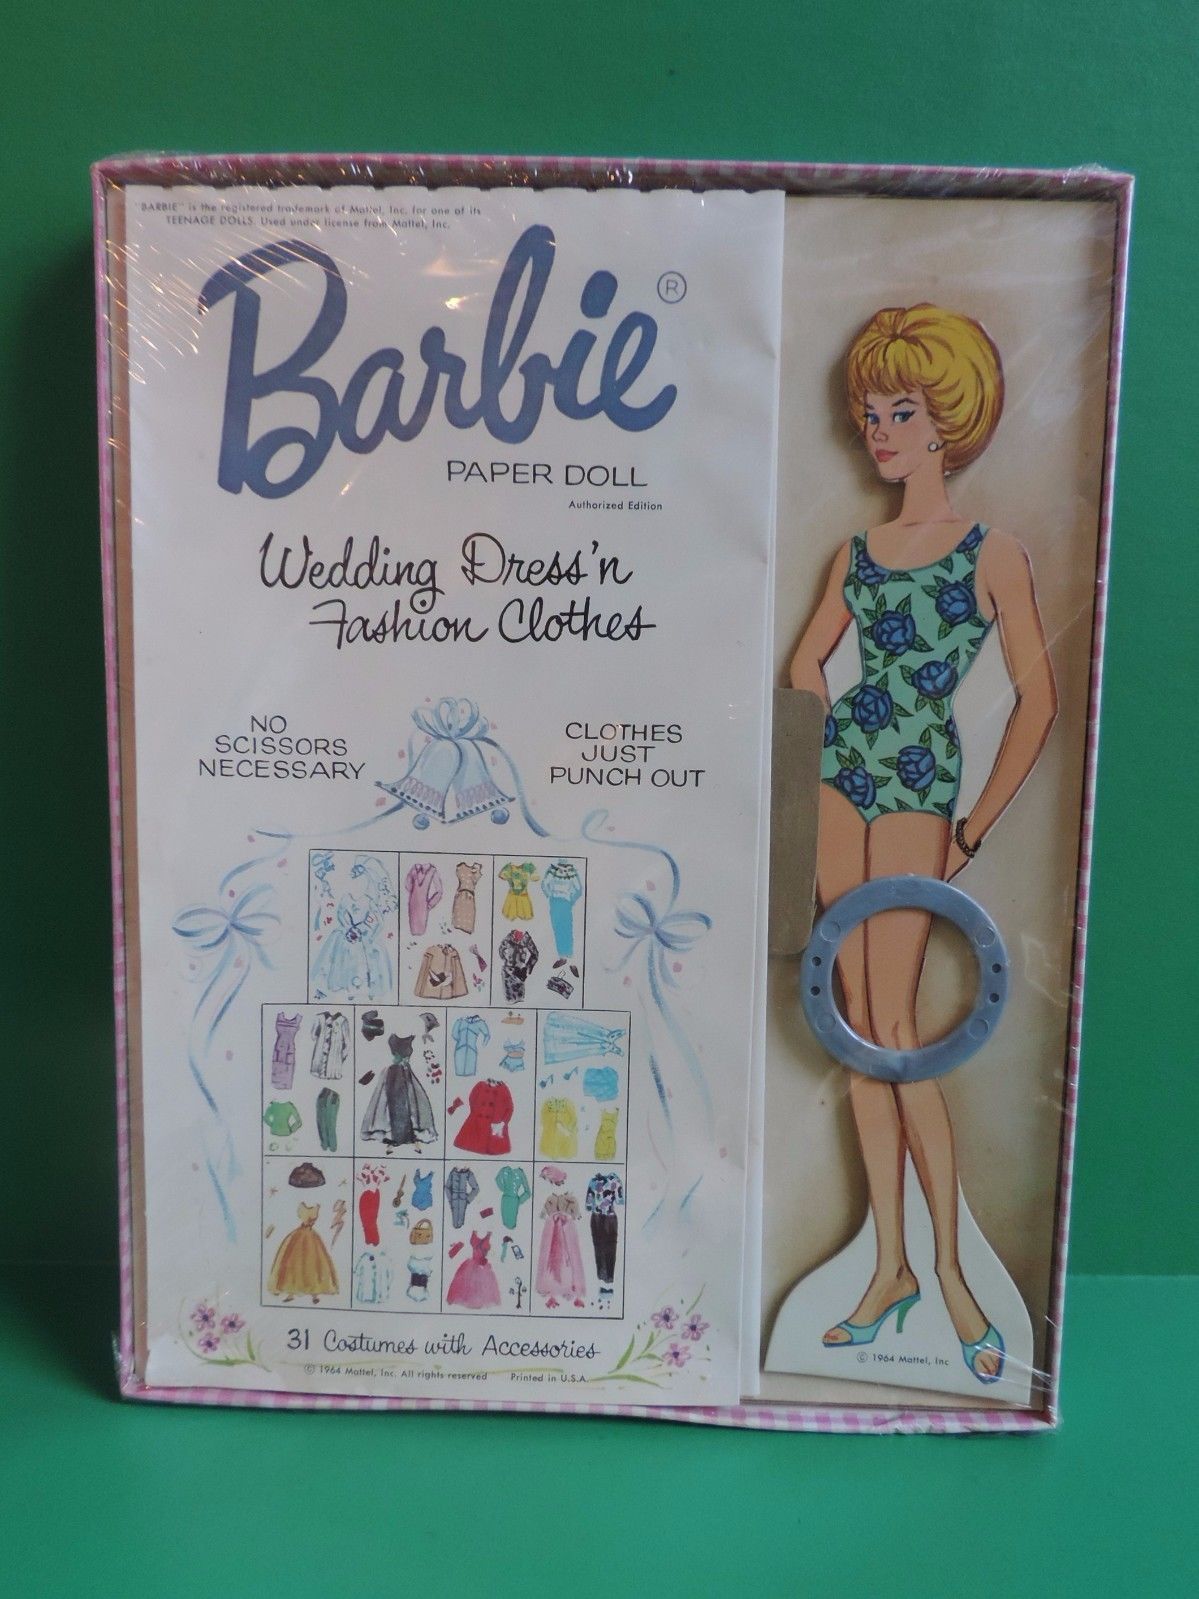 "BARBIE" is the registered trademark of Mattel, Inc. for one of its
TEENAGE DOLLS. Used under license from Mattel, Inc.
Barbie®
PAPER DOLL
Authorized Edition
Wedding Dress'n
Fashion Clothes
NO
SCISSORS
NECESSARY
CLOTHES
JUST
PUNCH OUT
31 Costumes with Accessories
© 1964 Mattel, Inc. All rights reserved Printed in U.S.A.
© 1964 Mattel, Inc